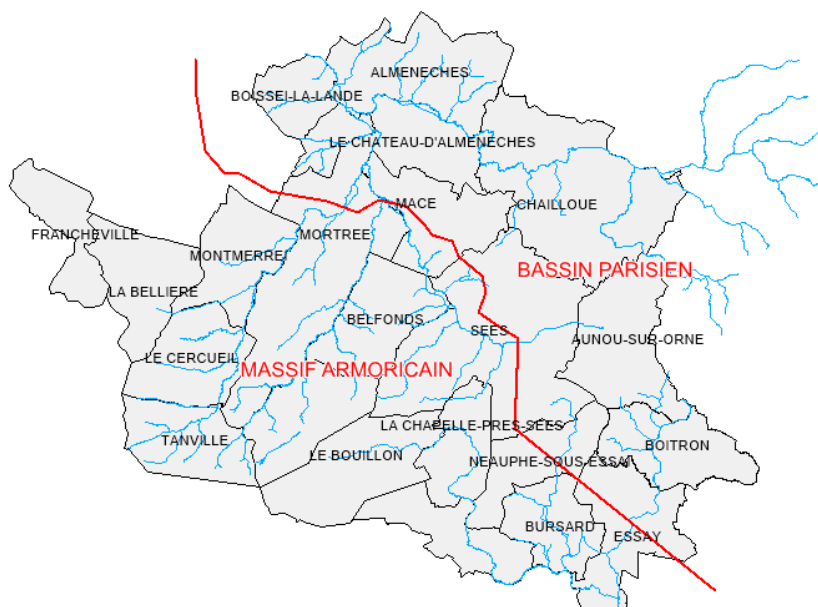 ALMENECHES
BOISSEI-LA-LANDE
LE CHATEAU-D'ALMENECHES
MACE
CHAILLOUE
FRANCHEVILLE
MORTREE
MONTMERREI
BASSIN PARISIEN
LA BELLIERE
BELFONDS
SEES
AUNOU-SUR-ORNE
LE CERCUEIL
MASSIF ARMORICAIN
LA CHAPELLE-PRES-SEES
TANVILLE
BOITRON
LE BOUILLON
NEAUPHE-SOUS-ESSAI
BURSARD
ESSAY